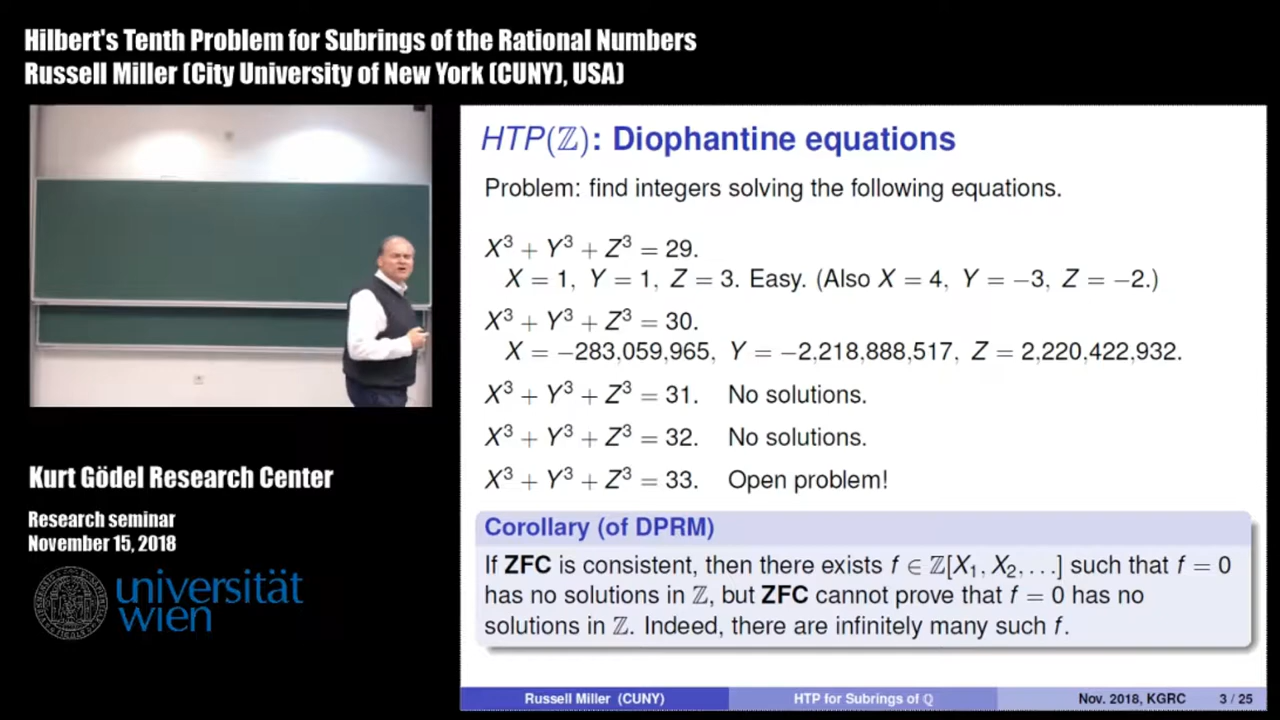 Hilbert's Tenth Problem for Subrings of the Rational Numbers
Russell Miller (City University of New York (CUNY), USA)
HTP(ℤ): Diophantine equations
Problem: find integers solving the following equations.
X³ + Y³ + Z³ = 29.
X = 1, Y = 1, Z = 3. Easy. (Also X = 4, Y = −3, Z = −2.)
X³ + Y³ + Z³ = 30.
X = −283,059,965, Y = −2,218,888,517, Z = 2,220,422,932.
X³ + Y³ + Z³ = 31. No solutions.
X³ + Y³ + Z³ = 32. No solutions.
X³ + Y³ + Z³ = 33. Open problem!
Corollary (of DPRM)
If ZFC is consistent, then there exists f ∈ ℤ[X₁, X₂, . . .] such that f = 0
has no solutions in ℤ, but ZFC cannot prove that f = 0 has no
solutions in ℤ. Indeed, there are infinitely many such f.
Russell Miller (CUNY) HTP for Subrings of ℚ Nov. 2018, KGRC 3 / 25
Kurt Gödel Research Center
Research seminar
November 15, 2018
universität
wien